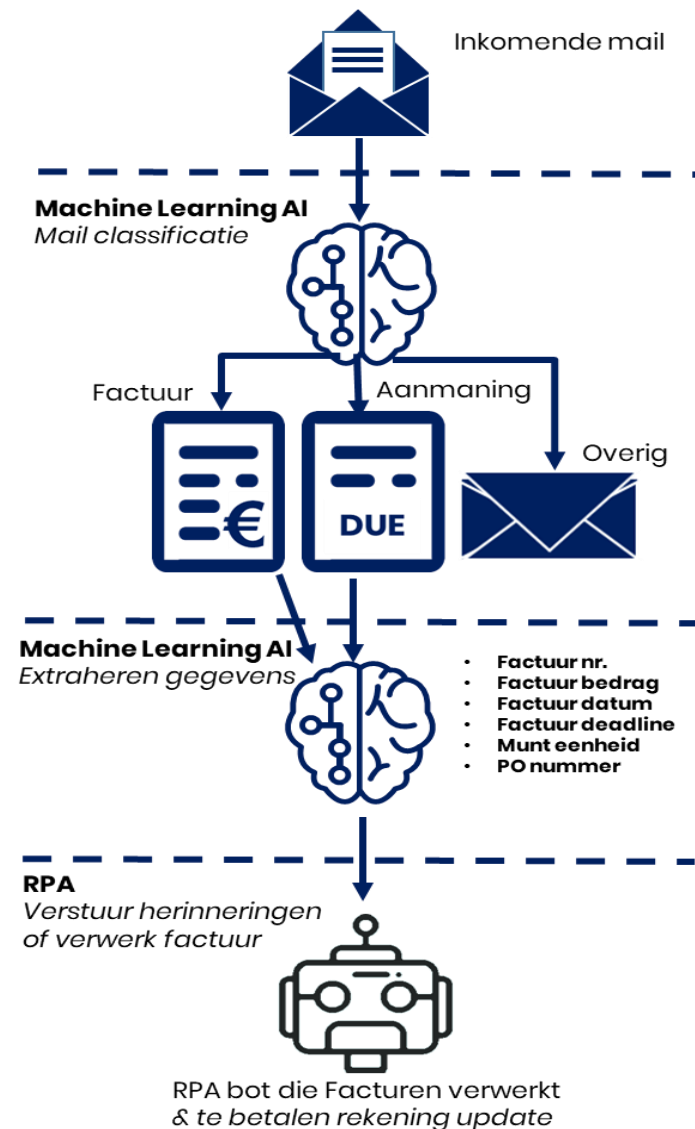 Inkomende mail
Machine Learning AI
Mail classificatie
Factuur
Aanmaning
Overig
€
DUE
Machine Learning AI
Extraheren gegevens
• Factuur nr.
• Factuur bedrag
• Factuur datum
• Factuur deadline
• Munt eenheid
• PO nummer
RPA
Verstuur herinneringen
of verwerk factuur
RPA bot die Facturen verwerkt
& te betalen rekening update